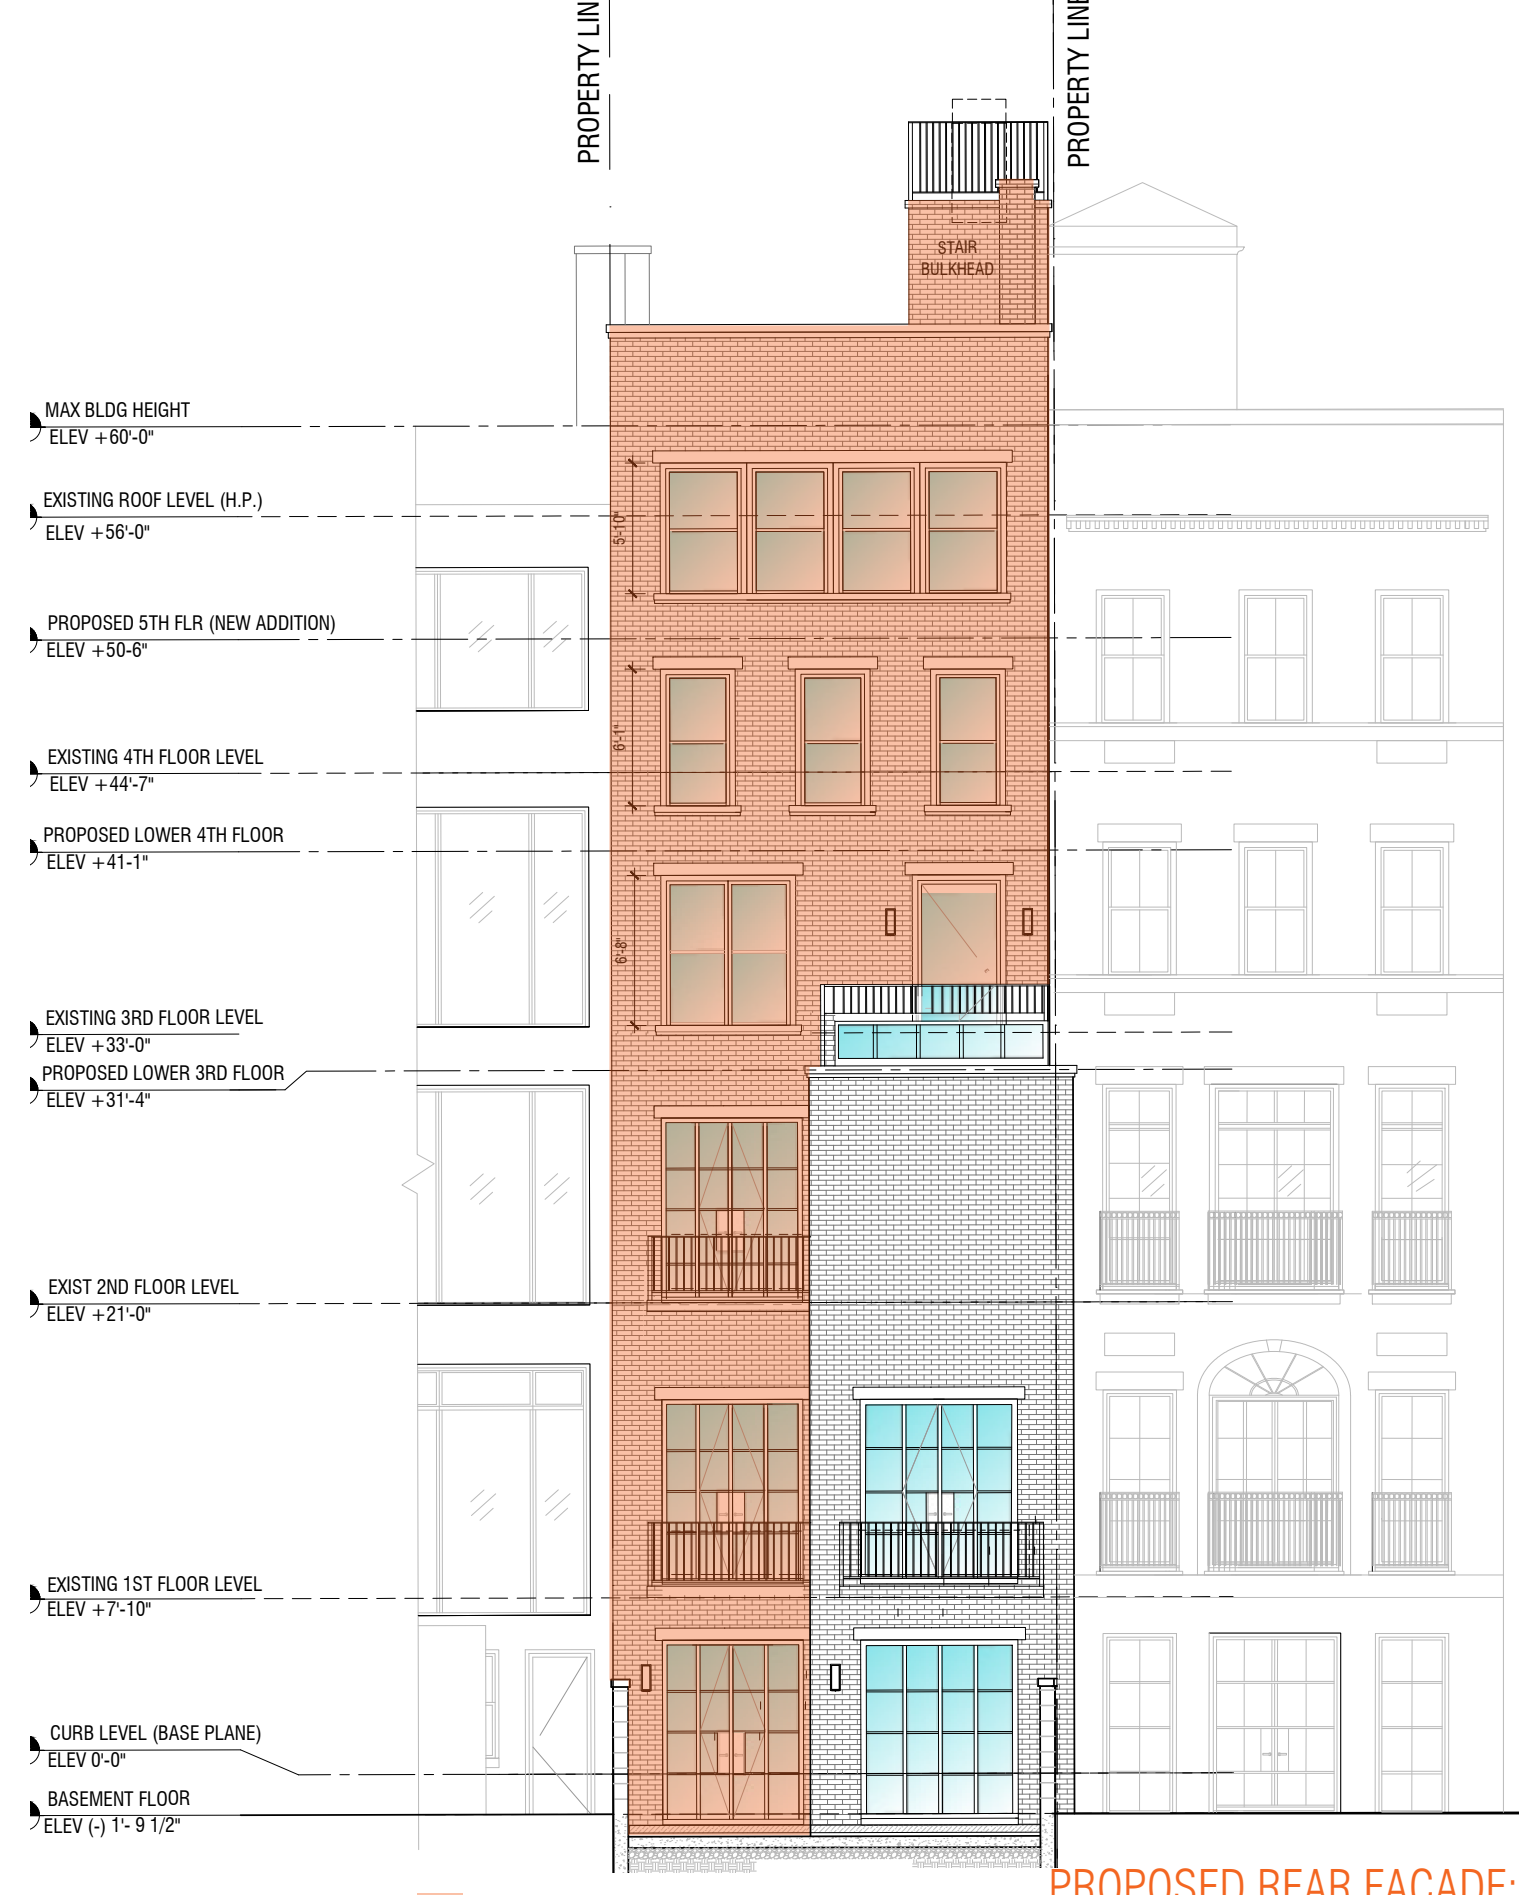 PROPERTY LIN
PROPERTY LINE
STAIR
BULKHEAD
MAX BLDG HEIGHT
ELEV +60'-0"
EXISTING ROOF LEVEL (H.P.)
ELEV +56'-0"
5'-10"
PROPOSED 5TH FLR (NEW ADDITION)
ELEV +50-6"
6'-1"
EXISTING 4TH FLOOR LEVEL
ELEV +44'-7"
PROPOSED LOWER 4TH FLOOR
ELEV +41-1"
6'-8"
EXISTING 3RD FLOOR LEVEL
ELEV +33'-0"
PROPOSED LOWER 3RD FLOOR
ELEV +31'-4"
EXIST 2ND FLOOR LEVEL
ELEV +21'-0"
EXISTING 1ST FLOOR LEVEL
ELEV +7'-10"
CURB LEVEL (BASE PLANE)
ELEV 0'-0"
BASEMENT FLOOR
ELEV (-) 1'- 9 1/2"
PROPOSED REAR FACADE: